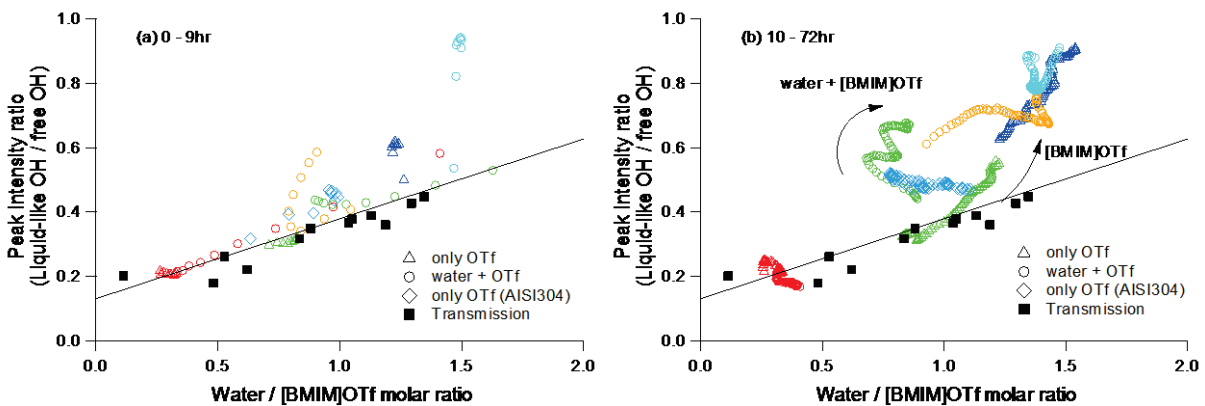 (a) 0 - 9hr
Peak Intensity ratio
(Liquid-like OH / free OH)
1.0
0.8
0.6
0.4
0.2
0.0
only OTf
water + OTf
only OTf (AISI304)
Transmission
0.0 0.5 1.0 1.5 2.0
Water / [BMIM]OTf molar ratio
(b) 10 - 72hr
Peak Intensity ratio
(Liquid-like OH / free OH)
1.0
0.8
0.6
0.4
0.2
0.0
water + [BMIM]OTf
[BMIM]OTf
only OTf
water + OTf
only OTf (AISI304)
Transmission
0.0 0.5 1.0 1.5 2.0
Water / [BMIM]OTf molar ratio